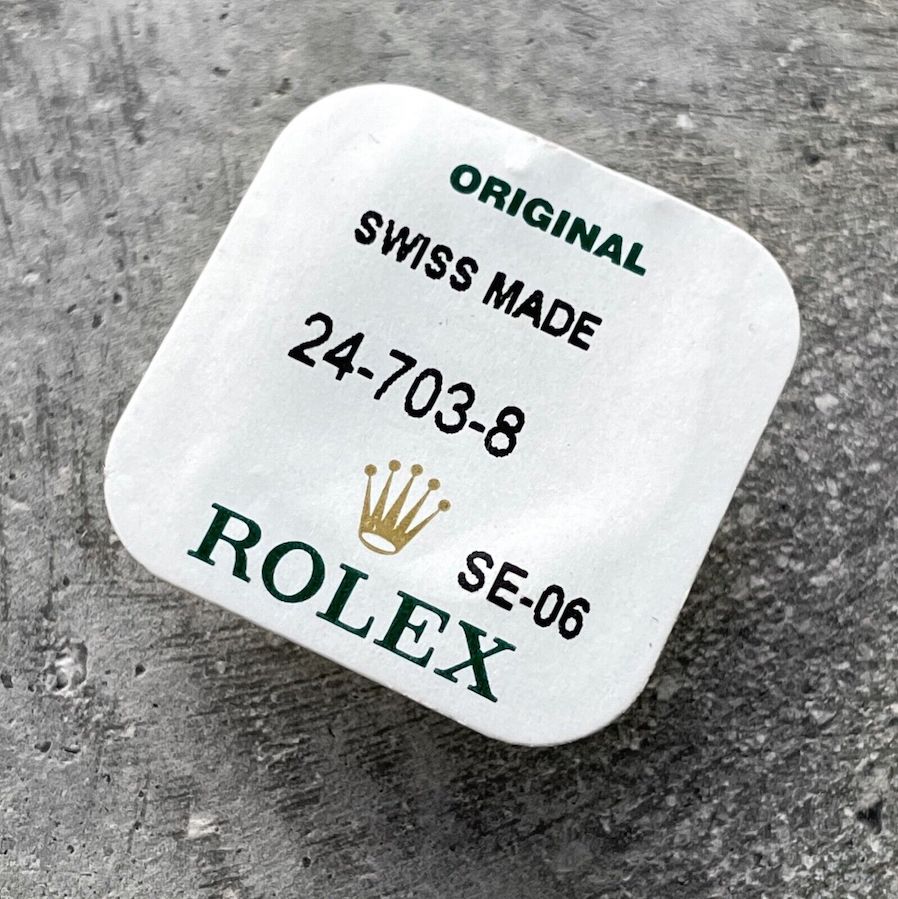 ORIGINAL
SWISS MADE
24-703-8
SE-06
ROLEX